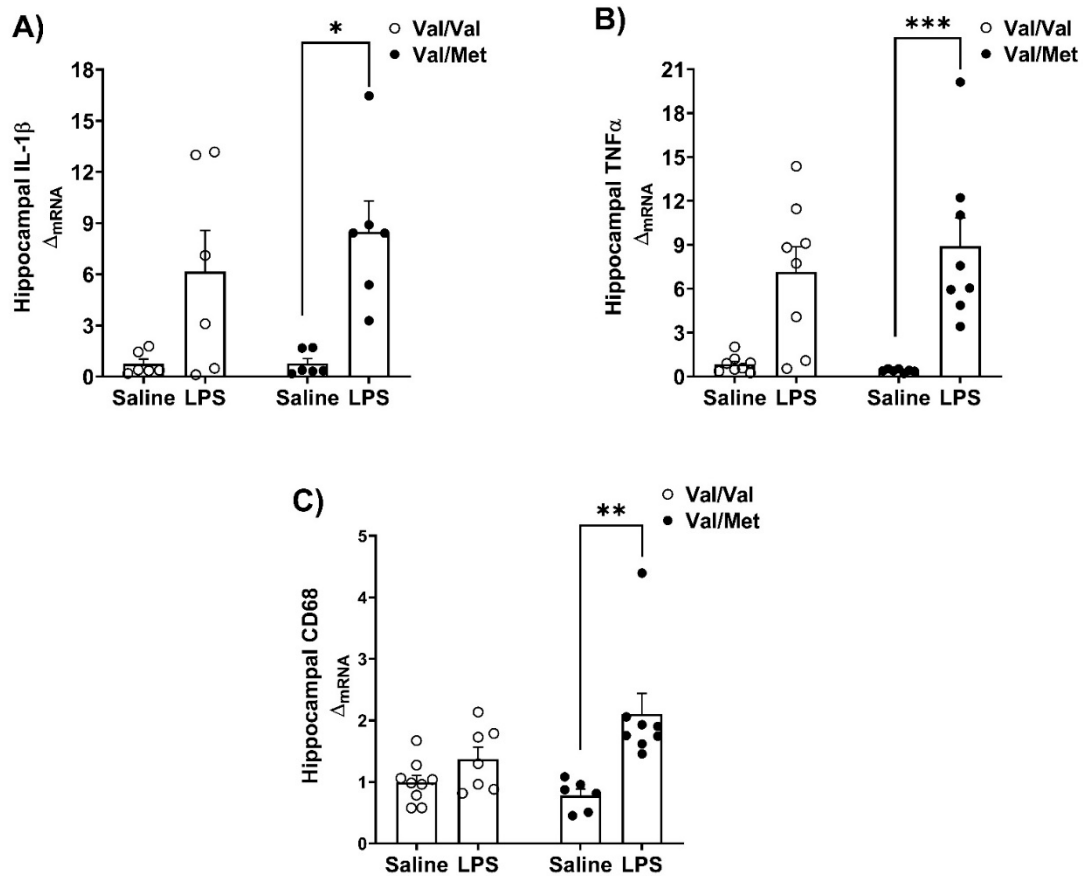 A)
○ Val/Val
● Val/Met
*
Hippocampal IL-1β
ΔmRNA
18
15
12
9
6
3
0
Saline LPS Saline LPS
B)
○ Val/Val
● Val/Met
***
Hippocampal TNFα
ΔmRNA
21
18
15
12
9
6
3
0
Saline LPS Saline LPS
C)
○ Val/Val
● Val/Met
**
Hippocampal CD68
ΔmRNA
5
4
3
2
1
0
Saline LPS Saline LPS